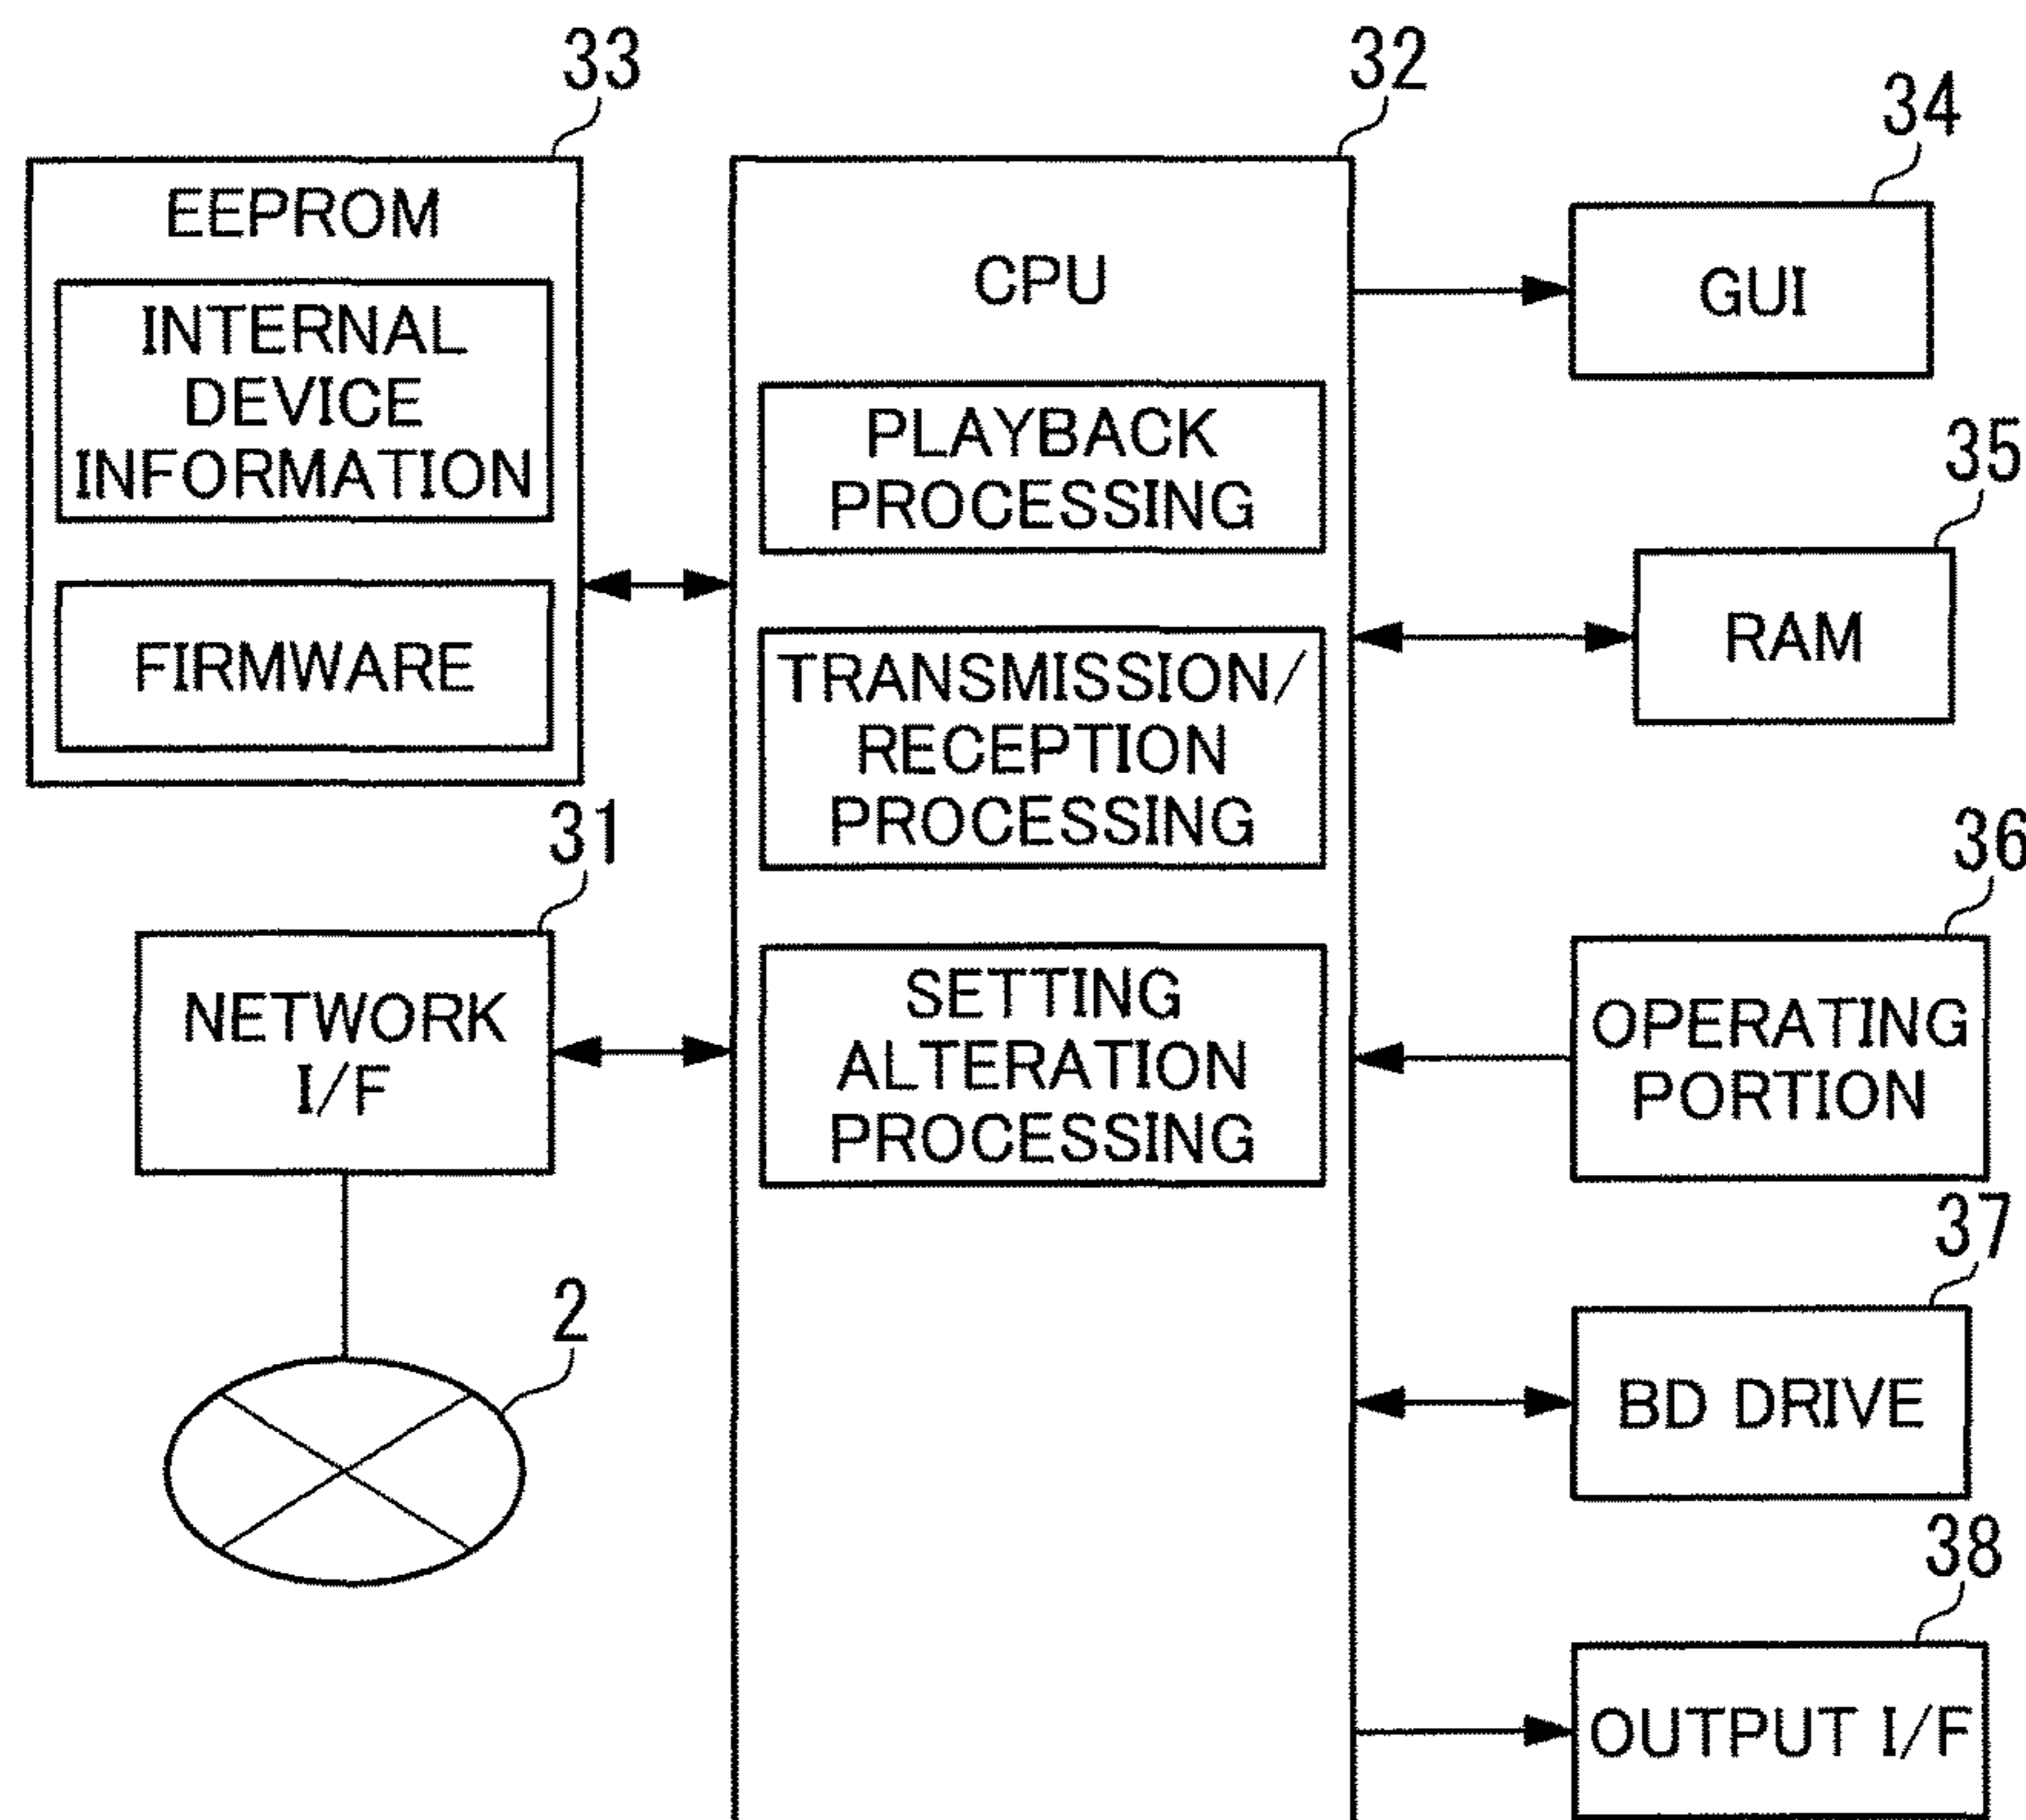 33
EEPROM
INTERNAL
DEVICE
INFORMATION
FIRMWARE
31
NETWORK
I/F
2
32
CPU
PLAYBACK
PROCESSING
TRANSMISSION/
RECEPTION
PROCESSING
SETTING
ALTERATION
PROCESSING
34
GUI
35
RAM
36
OPERATING
PORTION
37
BD DRIVE
38
OUTPUT I/F